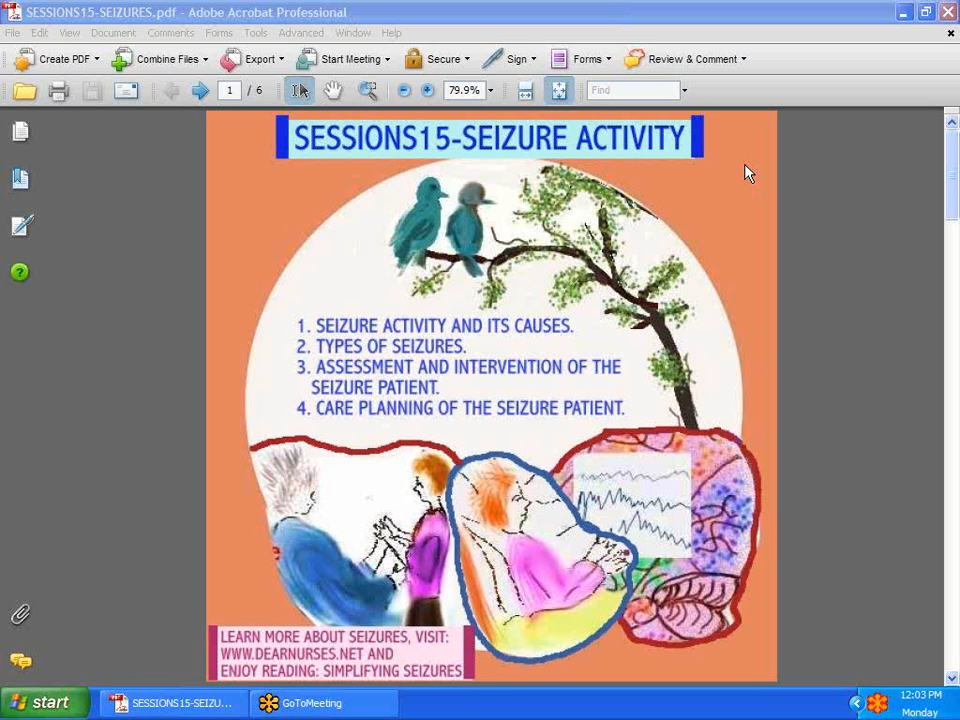 SESSIONS15-SEIZURES.pdf - Adobe Acrobat Professional
File Edit View Document Comments Forms Tools Advanced Window Help
Create PDF Combine Files Export Start Meeting Secure Sign Forms Review & Comment
1 / 6 79.9% Find
SESSIONS15-SEIZURE ACTIVITY
1. SEIZURE ACTIVITY AND ITS CAUSES.
2. TYPES OF SEIZURES.
3. ASSESSMENT AND INTERVENTION OF THE
SEIZURE PATIENT.
4. CARE PLANNING OF THE SEIZURE PATIENT.
LEARN MORE ABOUT SEIZURES, VISIT:
WWW.DEARNURSES.NET AND
ENJOY READING: SIMPLIFYING SEIZURES
start SESSIONS15-SEIZU... GoToMeeting 12:03 PM
Monday